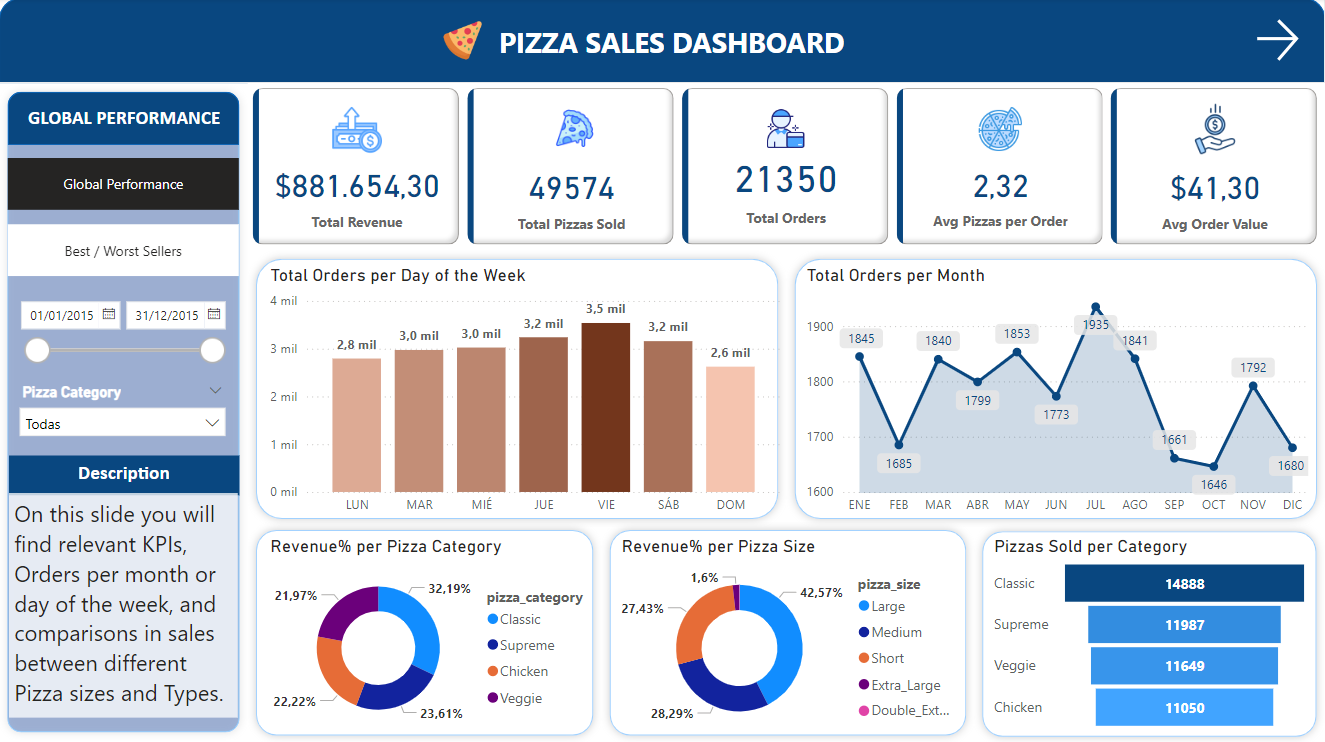 PIZZA SALES DASHBOARD
GLOBAL PERFORMANCE
Global Performance
Best / Worst Sellers
01/01/2015
31/12/2015
Pizza Category
Todas
Description
On this slide you will
find relevant KPIs,
Orders per month or
day of the week, and
comparisons in sales
between different
Pizza sizes and Types.
$881.654,30
Total Revenue
49574
Total Pizzas Sold
21350
Total Orders
2,32
Avg Pizzas per Order
$41,30
Avg Order Value
Total Orders per Day of the Week
4 mil
3 mil
2 mil
1 mil
0 mil
2,8 mil
3,0 mil
3,0 mil
3,2 mil
3,5 mil
3,2 mil
2,6 mil
LUN MAR MIÉ JUE VIE SÁB DOM
Total Orders per Month
1900
1800
1700
1600
1845
1685
1840
1799
1853
1773
1935
1841
1661
1646
1792
1680
ENE FEB MAR ABR MAY JUN JUL AGO SEP OCT NOV DIC
Revenue% per Pizza Category
32,19%
23,61%
22,22%
21,97%
pizza_category
Classic
Supreme
Chicken
Veggie
Revenue% per Pizza Size
1,6%
42,57%
27,43%
28,29%
pizza_size
Large
Medium
Short
Extra_Large
Double_Ext...
Pizzas Sold per Category
Classic 14888
Supreme 11987
Veggie 11649
Chicken 11050